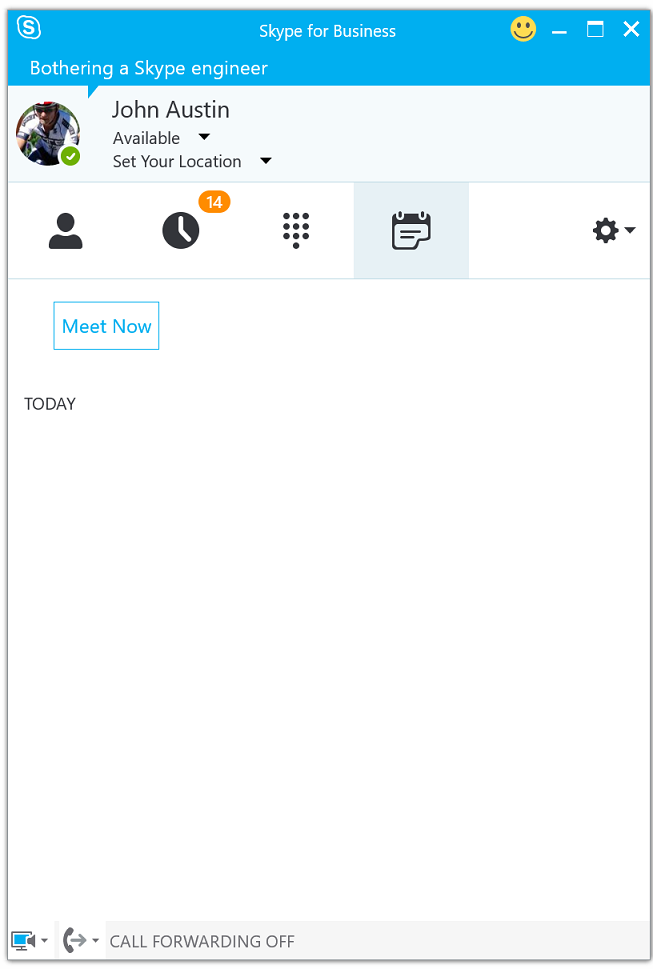 Skype for Business
Bothering a Skype engineer
John Austin
Available
Set Your Location
14
Meet Now
TODAY
CALL FORWARDING OFF